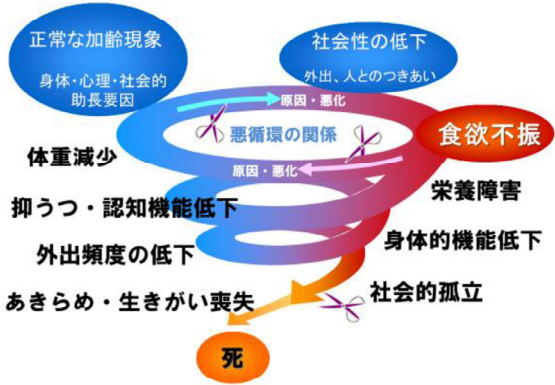 正常な加齢現象
身体・心理・社会的
助長要因
社会性の低下
外出、人とのつきあい
原因・悪化
悪循環の関係
食欲不振
原因・悪化
体重減少
栄養障害
抑うつ・認知機能低下
身体的機能低下
外出頻度の低下
社会的孤立
あきらめ・生きがい喪失
死